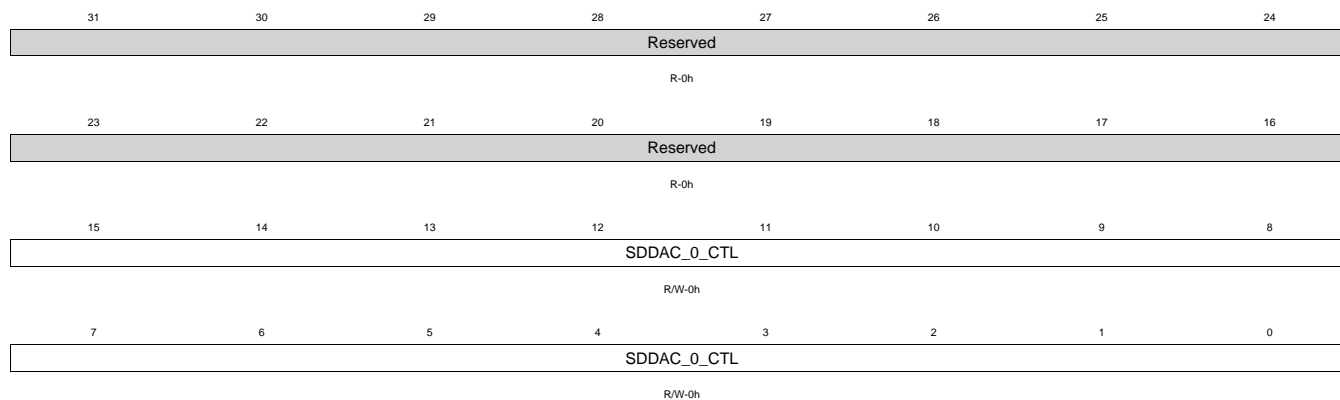 31 30 29 28 27 26 25 24
Reserved
R-0h
23 22 21 20 19 18 17 16
Reserved
R-0h
15 14 13 12 11 10 9 8
SDDAC_0_CTL
R/W-0h
7 6 5 4 3 2 1 0
SDDAC_0_CTL
R/W-0h